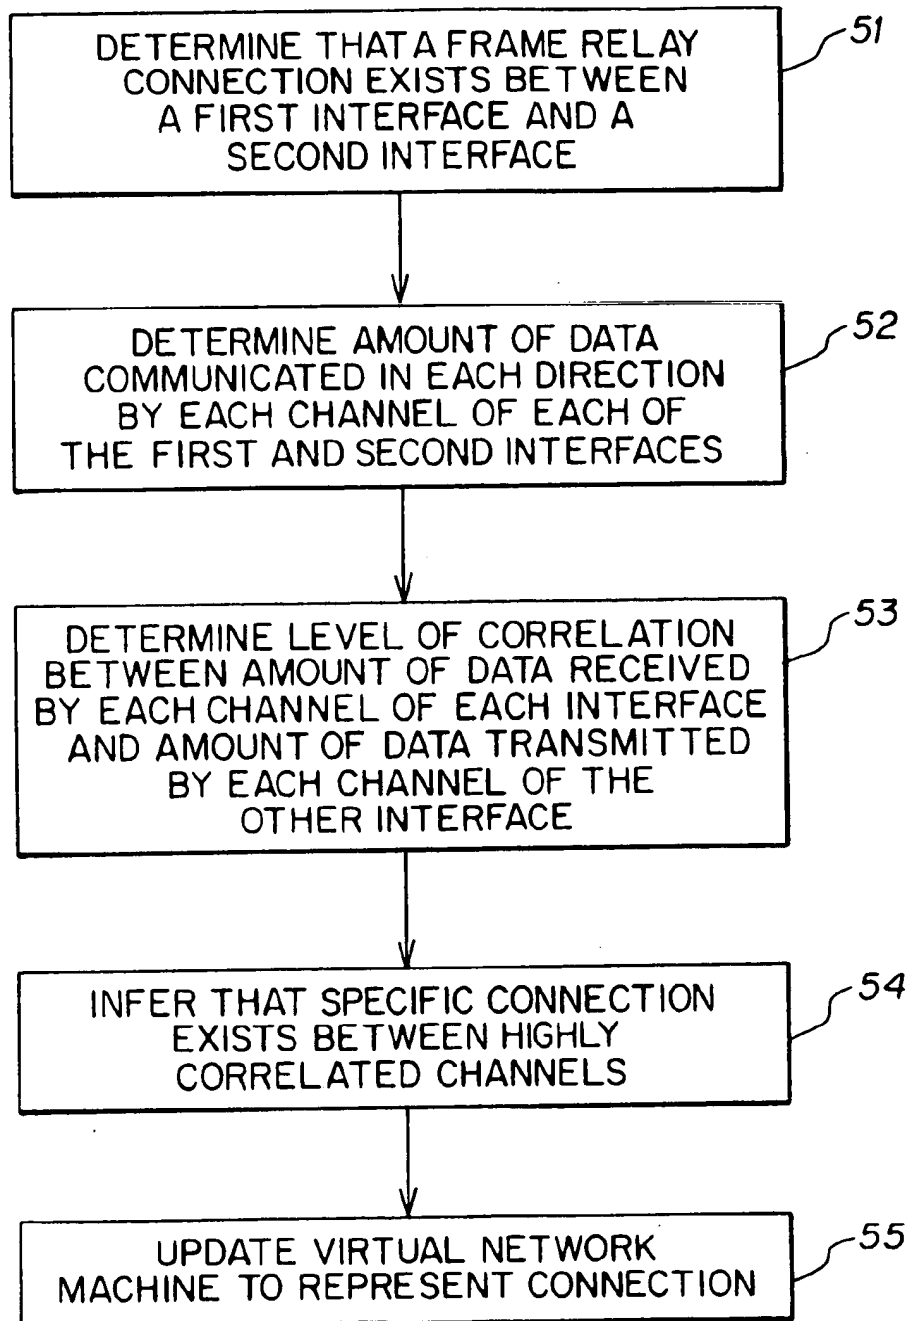 DETERMINE THAT A FRAME RELAY
CONNECTION EXISTS BETWEEN
A FIRST INTERFACE AND A
SECOND INTERFACE
51
DETERMINE AMOUNT OF DATA
COMMUNICATED IN EACH DIRECTION
BY EACH CHANNEL OF EACH OF
THE FIRST AND SECOND INTERFACES
52
DETERMINE LEVEL OF CORRELATION
BETWEEN AMOUNT OF DATA RECEIVED
BY EACH CHANNEL OF EACH INTERFACE
AND AMOUNT OF DATA TRANSMITTED
BY EACH CHANNEL OF THE
OTHER INTERFACE
53
INFER THAT SPECIFIC CONNECTION
EXISTS BETWEEN HIGHLY
CORRELATED CHANNELS
54
UPDATE VIRTUAL NETWORK
MACHINE TO REPRESENT CONNECTION
55